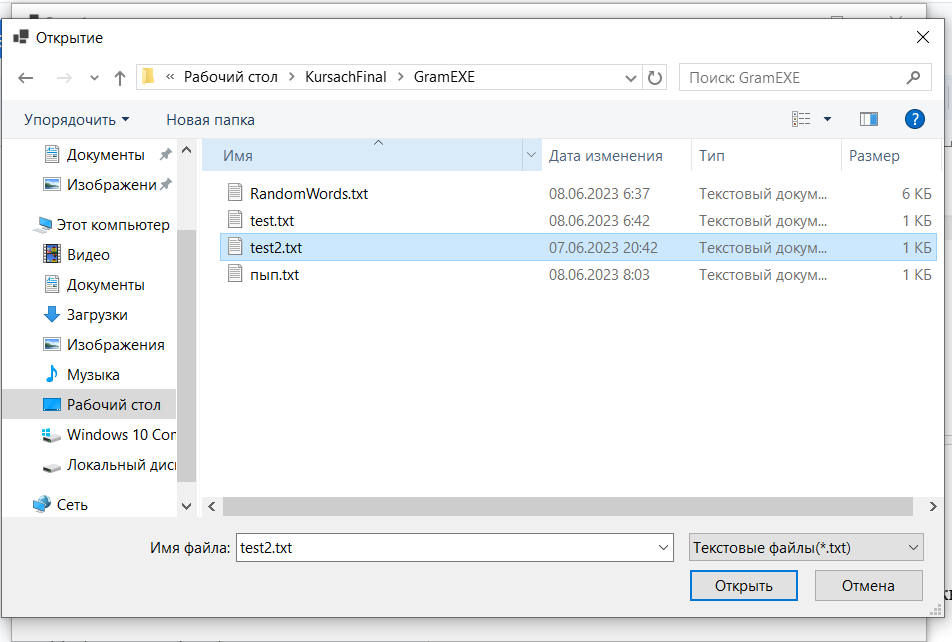 Открытие
« Рабочий стол > KursachFinal > GramEXE
Поиск: GramEXE
Упорядочить
Новая папка
?
Документы
Изображени
Этот компьютер
Видео
Документы
Загрузки
Изображения
Музыка
Рабочий стол
Windows 10 Cor
Локальный дис
Сеть
Имя Дата изменения Тип Размер
RandomWords.txt 08.06.2023 6:37 Текстовый докум... 6 КБ
test.txt 08.06.2023 6:42 Текстовый докум... 1 КБ
test2.txt 07.06.2023 20:42 Текстовый докум... 1 КБ
пып.txt 08.06.2023 8:03 Текстовый докум... 1 КБ
Имя файла: test2.txt
Текстовые файлы(*.txt)
Открыть
Отмена